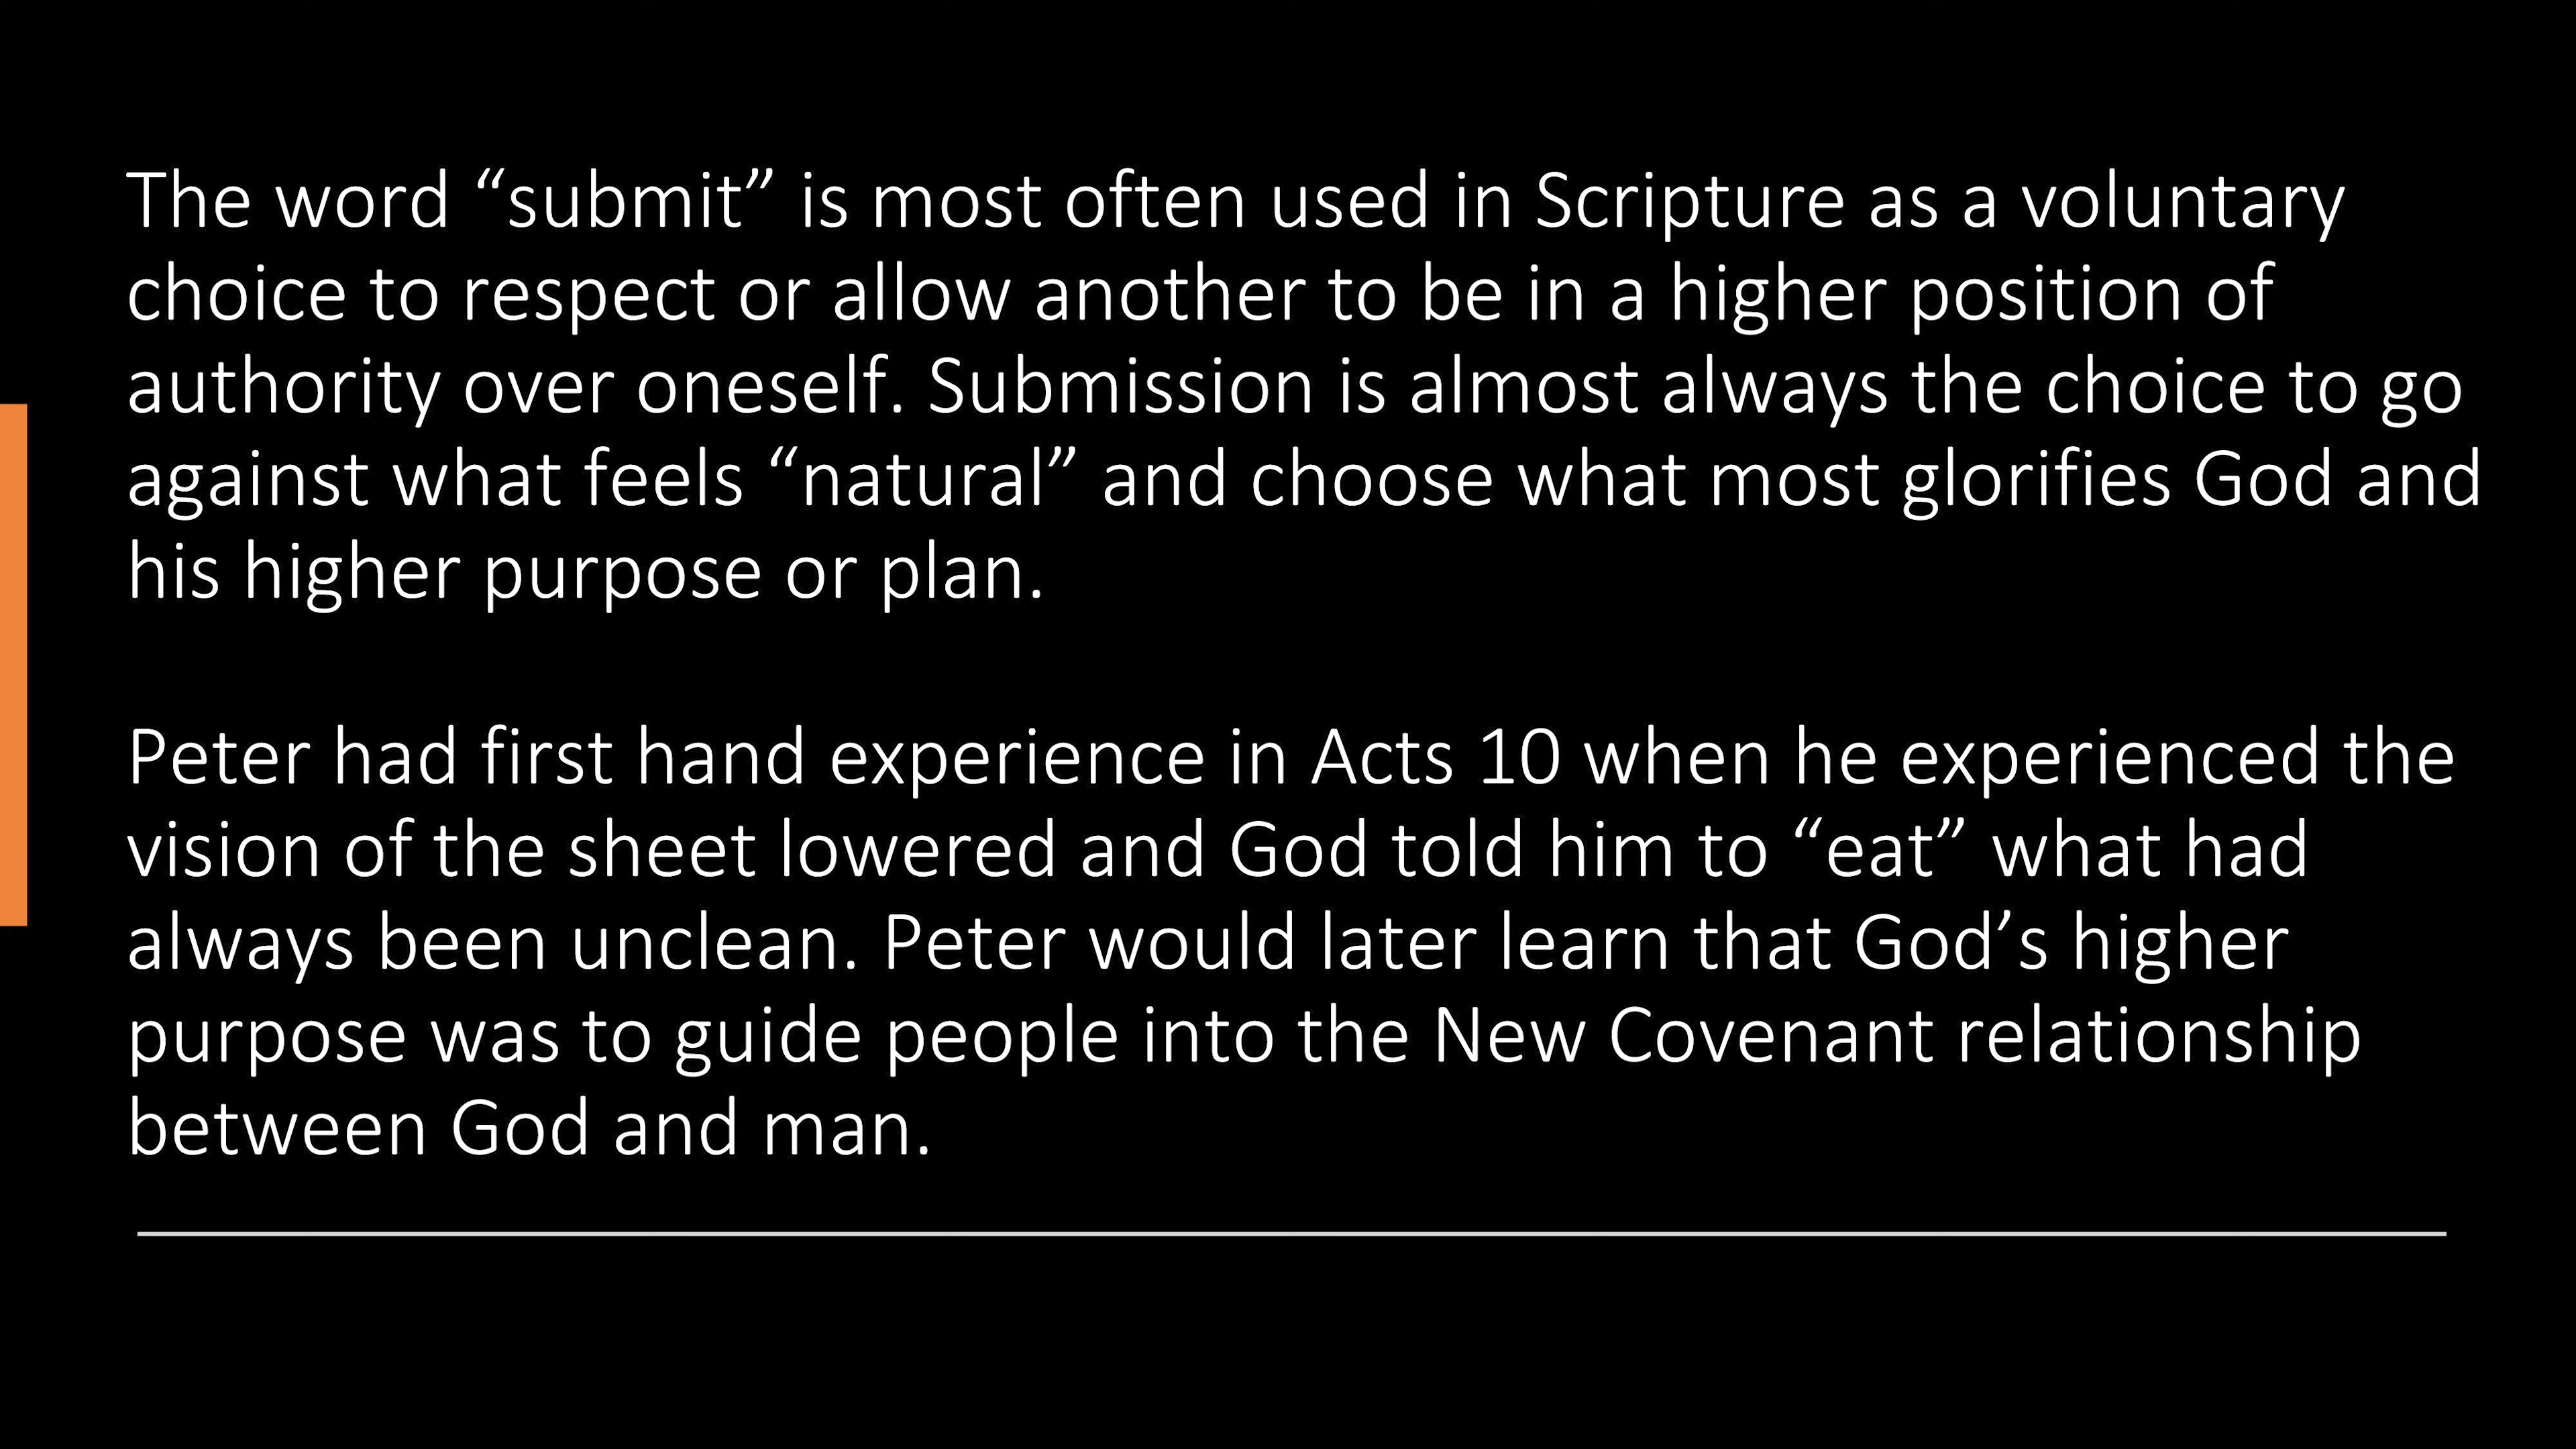 The word “submit” is most often used in Scripture as a voluntary
choice to respect or allow another to be in a higher position of
authority over oneself. Submission is almost always the choice to go
against what feels “natural” and choose what most glorifies God and
his higher purpose or plan.
Peter had first hand experience in Acts 10 when he experienced the
vision of the sheet lowered and God told him to “eat” what had
always been unclean. Peter would later learn that God’s higher
purpose was to guide people into the New Covenant relationship
between God and man.